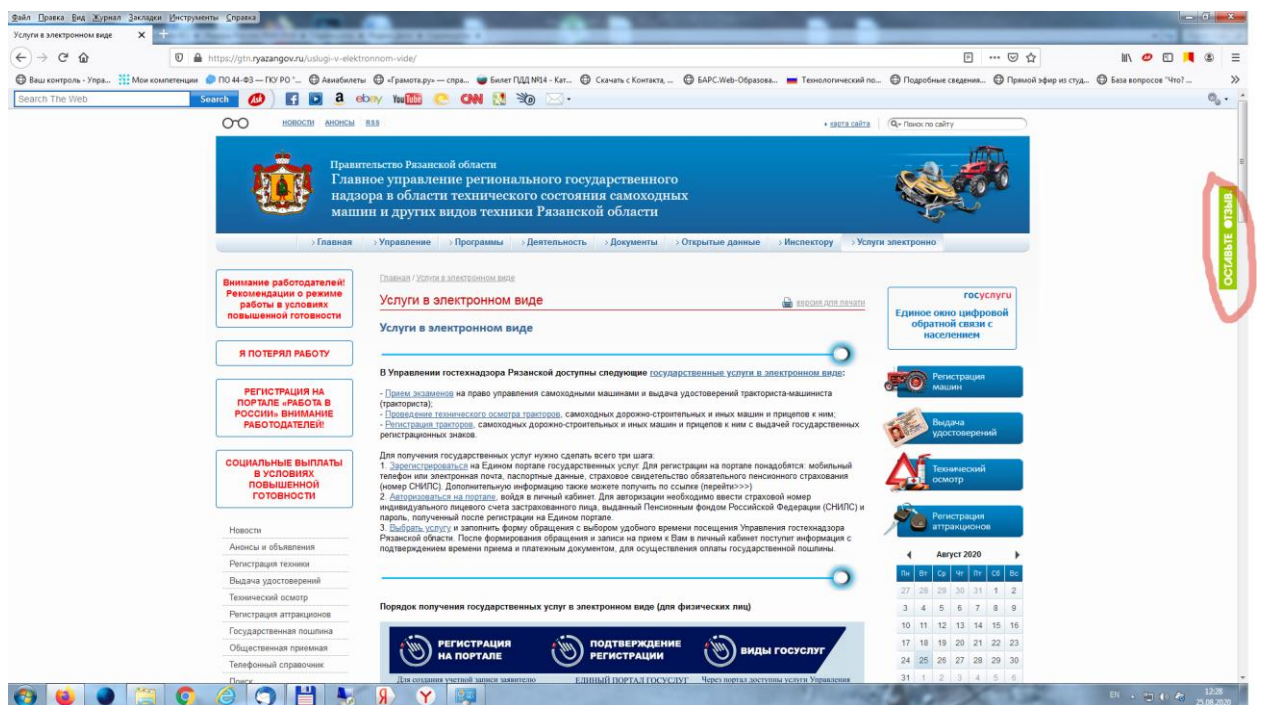 Файл Правка Вид Журнал Закладки Инструменты Справка
Услуги в электронном виде
https://gtn.ryazangov.ru/uslugi-v-elektronnom-vide/
Ваш контроль - Упра... Мои компетенции ПО 44-ФЗ — ГКУ РО "... Авиабилеты «Грамота.ру» — спра... Билет ПДД №14 - Кат... Скачать с Контакта, ... БАРС.Web-Образова... Технологический по... Подробные сведения... Прямой эфир из студ... База вопросов "Что? ...
Search The Web Search Ask a ebay YouTube CNN
НОВОСТИ АНОНСЫ RSS карта сайта Поиск по сайту
Правительство Рязанской области
Главное управление регионального государственного
надзора в области технического состояния самоходных
машин и других видов техники Рязанской области
ОСТАВЬТЕ ОТЗЫВ
Главная Управление Программы Деятельность Документы Открытые данные Инспектору Услуги электронно
Внимание работодателей!
Рекомендации о режиме
работы в условиях
повышенной готовности
Я ПОТЕРЯЛ РАБОТУ
РЕГИСТРАЦИЯ НА
ПОРТАЛЕ «РАБОТА В
РОССИИ» ВНИМАНИЕ
РАБОТОДАТЕЛЕЙ!
СОЦИАЛЬНЫЕ ВЫПЛАТЫ
В УСЛОВИЯХ
ПОВЫШЕННОЙ
ГОТОВНОСТИ
Новости
Анонсы и объявления
Регистрация техники
Выдача удостоверений
Технический осмотр
Регистрация аттракционов
Государственная пошлина
Общественная приемная
Телефонный справочник
Поиск
Главная / Услуги в электронном виде
Услуги в электронном виде
версия для печати
Услуги в электронном виде
В Управлении гостехнадзора Рязанской доступны следующие государственные услуги в электронном виде:
- Прием экзаменов на право управления самоходными машинами и выдача удостоверений тракториста-машиниста
(тракториста);
- Проведение технического осмотра тракторов, самоходных дорожно-строительных и иных машин и прицепов к ним;
- Регистрация тракторов, самоходных дорожно-строительных и иных машин и прицепов к ним с выдачей государственных
регистрационных знаков.
Для получения государственных услуг нужно сделать всего три шага:
1. Зарегистрироваться на Едином портале государственных услуг. Для регистрации на портале понадобятся: мобильный
телефон или электронная почта, паспортные данные, страховое свидетельство обязательного пенсионного страхования
(номер СНИЛС). Дополнительную информацию также можете получить по ссылке (перейти>>>)
2. Авторизоваться на портале, войдя в личный кабинет. Для авторизации необходимо ввести страховой номер
индивидуального лицевого счета застрахованного лица, выданный Пенсионным фондом Российской Федерации (СНИЛС) и
пароль, полученный после регистрации на Едином портале.
3. Выбрать услугу и заполнить форму обращения с выбором удобного времени посещения Управления гостехнадзора
Рязанской области. После формирования обращения и записи на прием к Вам в личный кабинет поступит информация с
подтверждением времени приема и платежным документом, для осуществления оплаты государственной пошлины.
Порядок получения государственных услуг в электронном виде (для физических лиц)
РЕГИСТРАЦИЯ
НА ПОРТАЛЕ
ПОДТВЕРЖДЕНИЕ
РЕГИСТРАЦИИ
ВИДЫ ГОСУСЛУГ
Для создания учетной записи заявителю ЕДИНЫЙ ПОРТАЛ ГОСУСЛУГ Через портал доступны услуги Управления
госуслуги
Единое окно цифровой
обратной связи с
населением
Регистрация
машин
Выдача
удостоверений
Технический
осмотр
Регистрация
аттракционов
Август 2020
Пн Вт Ср Чт Пт Сб Вс
27 28 29 30 31 1 2
3 4 5 6 7 8 9
10 11 12 13 14 15 16
17 18 19 20 21 22 23
24 25 26 27 28 29 30
31 1 2 3 4 5 6
EN 12:28
25.08.2020